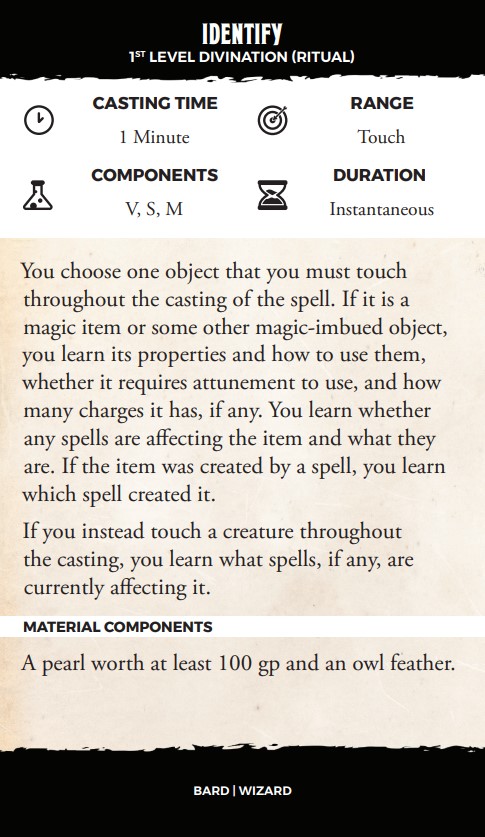 IDENTIFY
1ST LEVEL DIVINATION (RITUAL)
CASTING TIME
1 Minute
RANGE
Touch
COMPONENTS
V, S, M
DURATION
Instantaneous
You choose one object that you must touch
throughout the casting of the spell. If it is a
magic item or some other magic-imbued object,
you learn its properties and how to use them,
whether it requires attunement to use, and how
many charges it has, if any. You learn whether
any spells are affecting the item and what they
are. If the item was created by a spell, you learn
which spell created it.
If you instead touch a creature throughout
the casting, you learn what spells, if any, are
currently affecting it.
MATERIAL COMPONENTS
A pearl worth at least 100 gp and an owl feather.
BARD | WIZARD